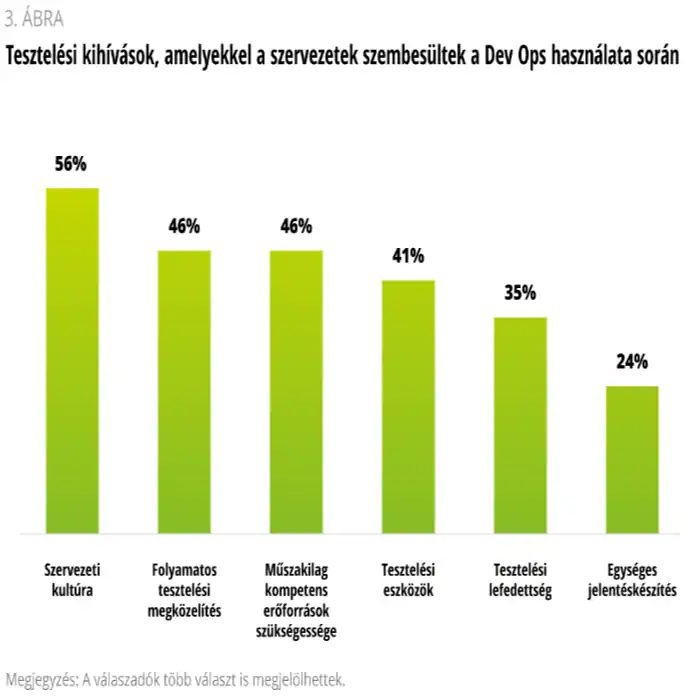 3. ÁBRA
Tesztelési kihívások, amelyekkel a szervezetek szembesültek a Dev Ops használata során
56%
46%
46%
41%
35%
24%
Szervezeti
kultúra
Folyamatos
tesztelési
megközelítés
Műszakilag
kompetens
erőforrások
szükségessége
Tesztelési
eszközök
Tesztelési
lefedettség
Egységes
jelentéskészítés
Megjegyzés: A válaszadók több választ is megjelölhettek.